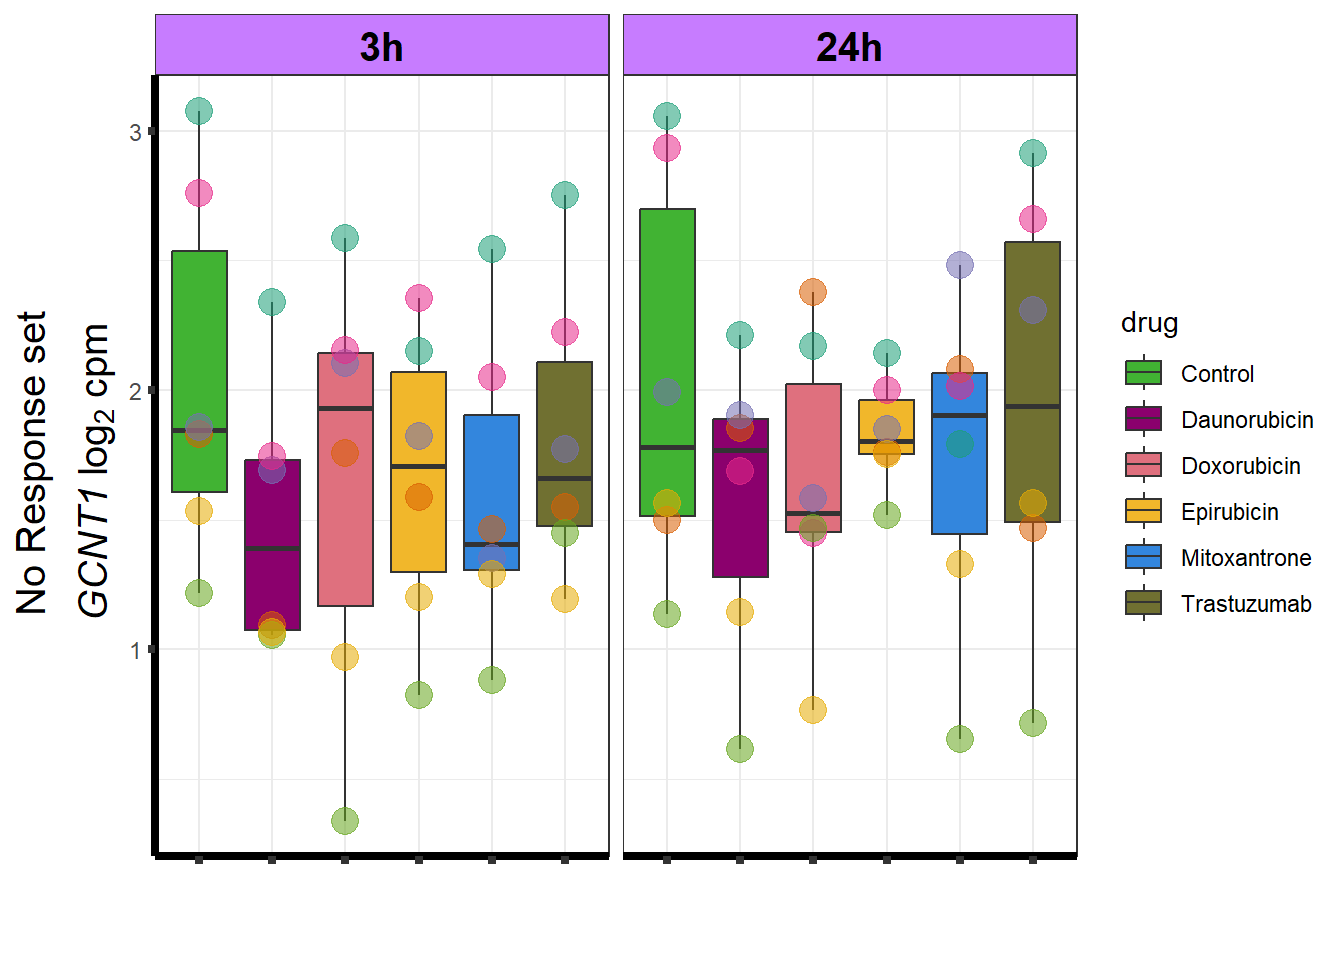 3h
24h
3
2
1
No Response set
GCNT1 log2 cpm
drug
Control
Daunorubicin
Doxorubicin
Epirubicin
Mitoxantrone
Trastuzumab